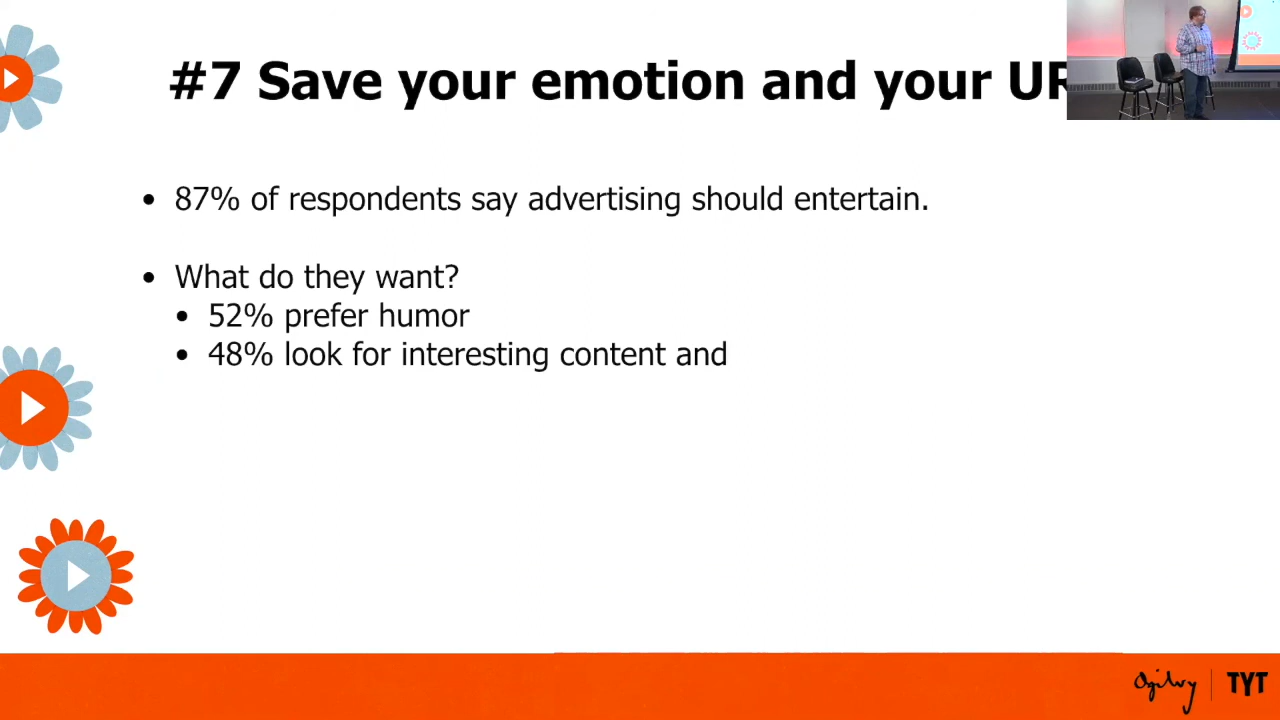 #7 Save your emotion and your UR
• 87% of respondents say advertising should entertain.
• What do they want?
• 52% prefer humor
• 48% look for interesting content and
Ogilvy | TYT